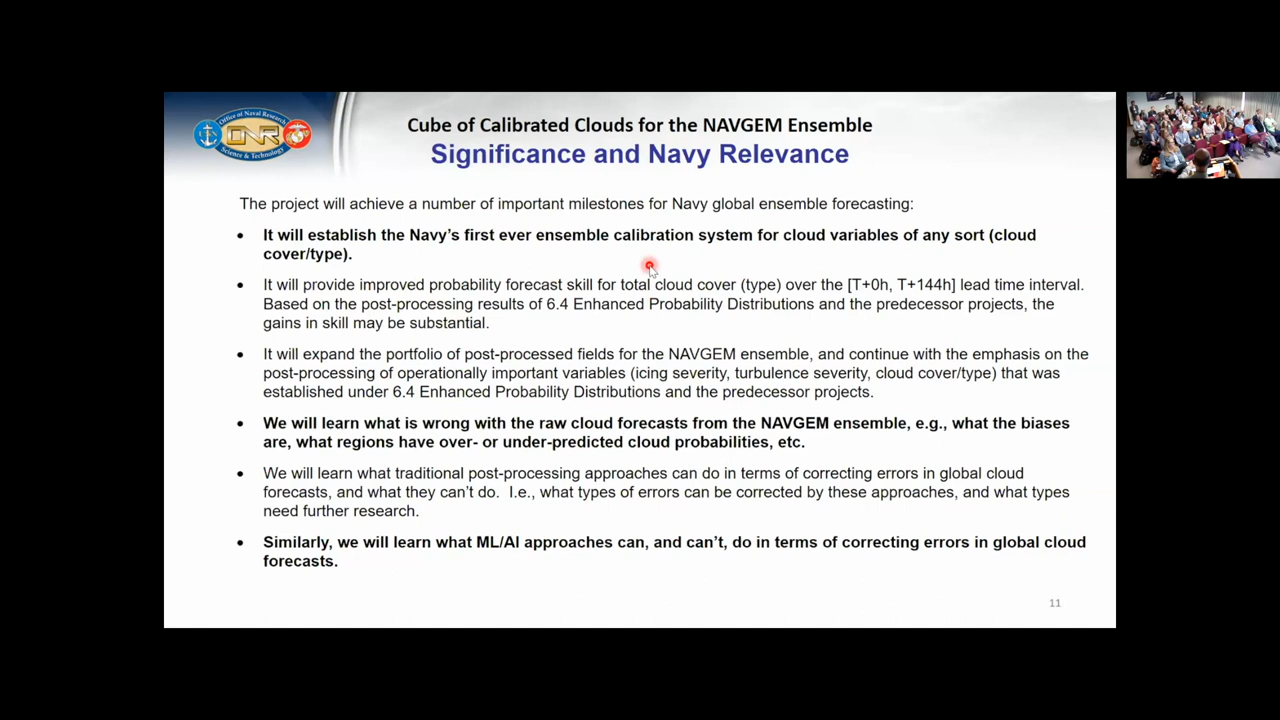 Office of Naval Research
ONR
Science & Technology
Cube of Calibrated Clouds for the NAVGEM Ensemble
Significance and Navy Relevance
The project will achieve a number of important milestones for Navy global ensemble forecasting:
• It will establish the Navy's first ever ensemble calibration system for cloud variables of any sort (cloud
cover/type).
• It will provide improved probability forecast skill for total cloud cover (type) over the [T+0h, T+144h] lead time interval.
Based on the post-processing results of 6.4 Enhanced Probability Distributions and the predecessor projects, the
gains in skill may be substantial.
• It will expand the portfolio of post-processed fields for the NAVGEM ensemble, and continue with the emphasis on the
post-processing of operationally important variables (icing severity, turbulence severity, cloud cover/type) that was
established under 6.4 Enhanced Probability Distributions and the predecessor projects.
• We will learn what is wrong with the raw cloud forecasts from the NAVGEM ensemble, e.g., what the biases
are, what regions have over- or under-predicted cloud probabilities, etc.
• We will learn what traditional post-processing approaches can do in terms of correcting errors in global cloud
forecasts, and what they can't do. I.e., what types of errors can be corrected by these approaches, and what types
need further research.
• Similarly, we will learn what ML/AI approaches can, and can't, do in terms of correcting errors in global cloud
forecasts.
11